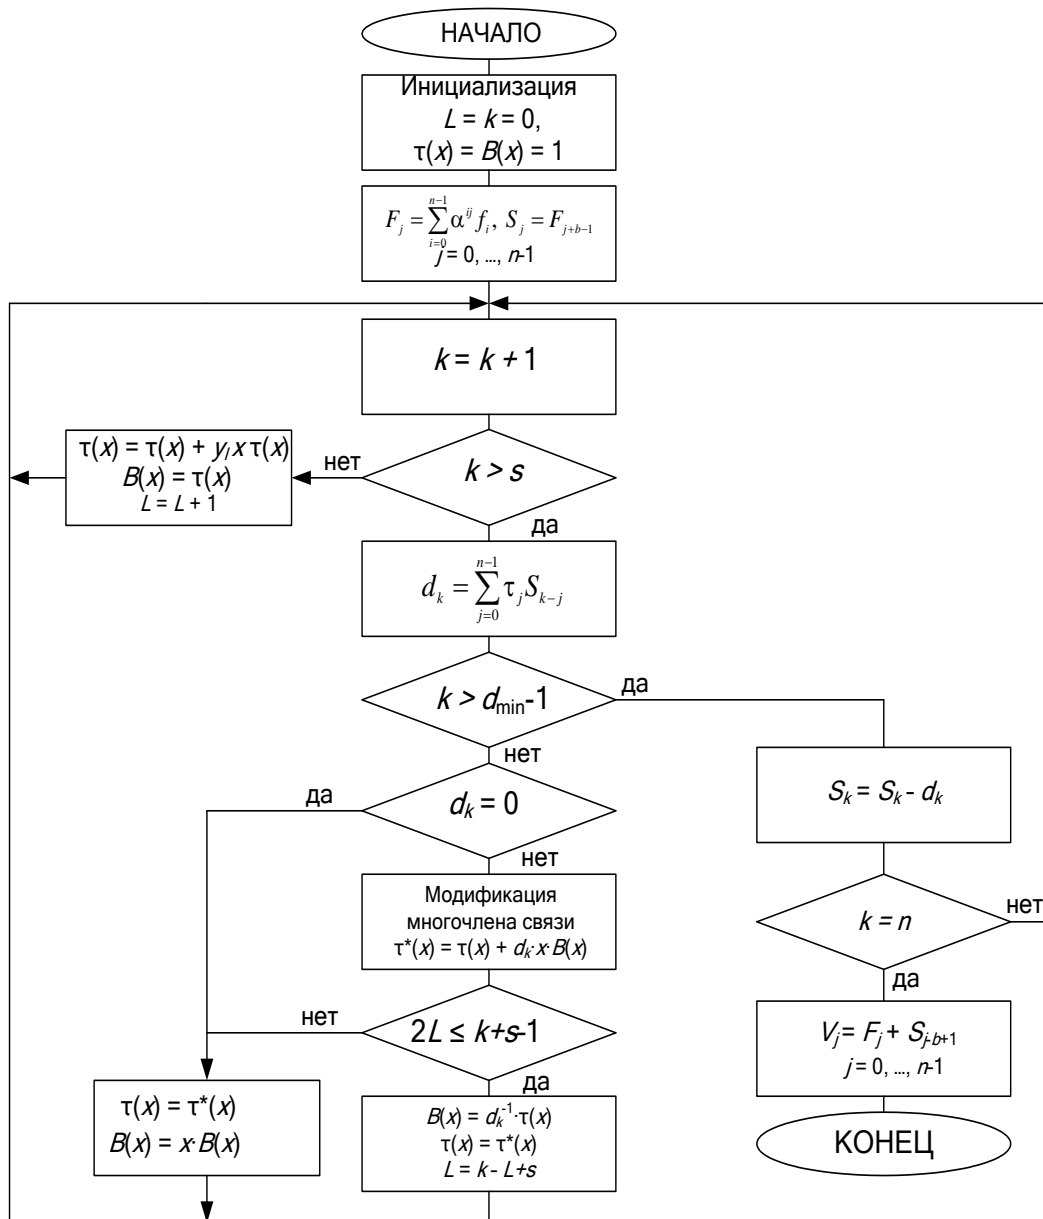 НАЧАЛО
Инициализация
L = k = 0,
τ(x) = B(x) = 1
F_j = ∑_{i=0}^{n-1} α^{ij} f_i, S_j = F_{j+b-1}
j = 0, ..., n-1
k = k + 1
τ(x) = τ(x) + y_l x τ(x)
B(x) = τ(x)
L = L + 1
нет
k > s
да
d_k = ∑_{j=0}^{n-1} τ_j S_{k-j}
k > d_min-1
да
нет
да
d_k = 0
нет
S_k = S_k - d_k
Модификация
многочлена связи
τ*(x) = τ(x) + d_k·x·B(x)
k = n
нет
да
нет
2L ≤ k+s-1
да
V_j = F_j + S_{j-b+1}
j = 0, ..., n-1
τ(x) = τ*(x)
B(x) = x·B(x)
B(x) = d_k^{-1}·τ(x)
τ(x) = τ*(x)
L = k - L+s
КОНЕЦ